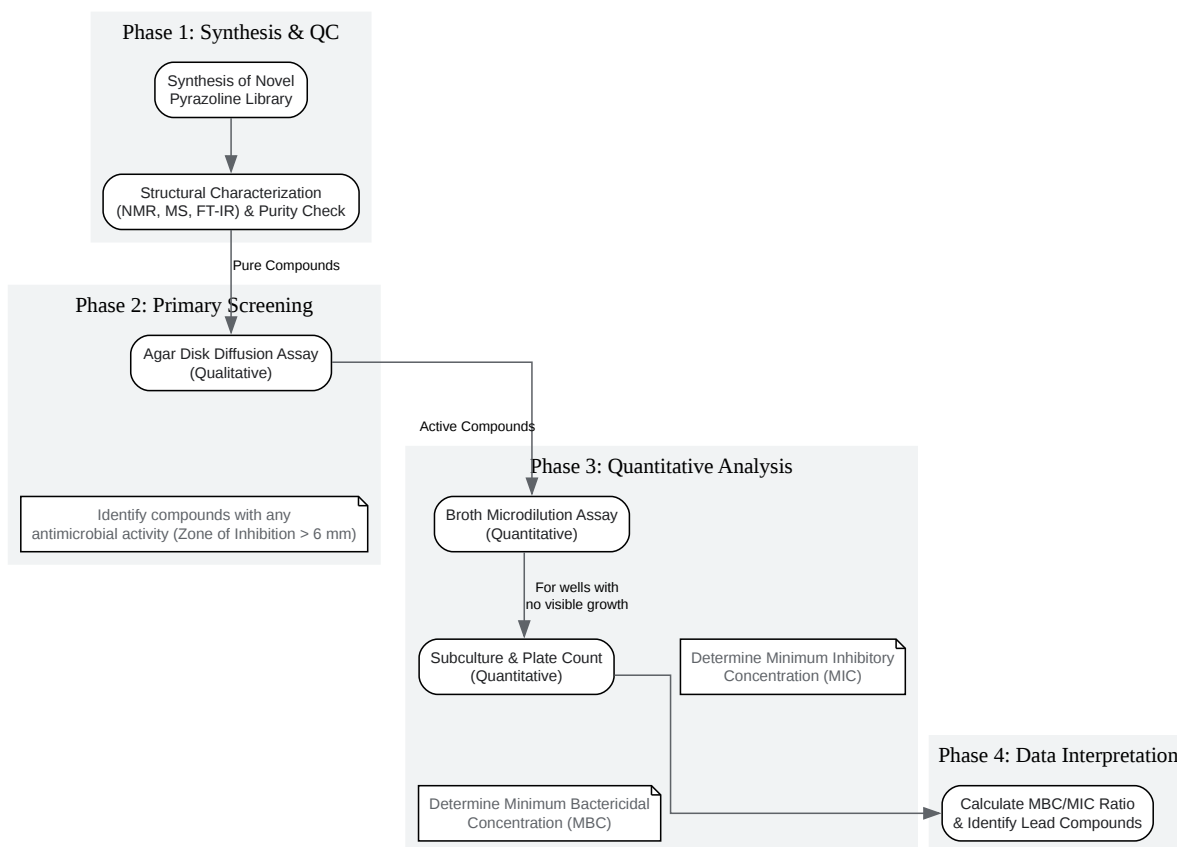 Phase 1: Synthesis & QC
Synthesis of Novel
Pyrazoline Library
Structural Characterization
(NMR, MS, FT-IR) & Purity Check
Pure Compounds
Phase 2: Primary Screening
Agar Disk Diffusion Assay
(Qualitative)
Active Compounds
Phase 3: Quantitative Analysis
Identify compounds with any
antimicrobial activity (Zone of Inhibition > 6 mm)
Broth Microdilution Assay
(Quantitative)
For wells with
no visible growth
Subculture & Plate Count
(Quantitative)
Determine Minimum Inhibitory
Concentration (MIC)
Phase 4: Data Interpretation
Determine Minimum Bactericidal
Concentration (MBC)
Calculate MBC/MIC Ratio
& Identify Lead Compounds